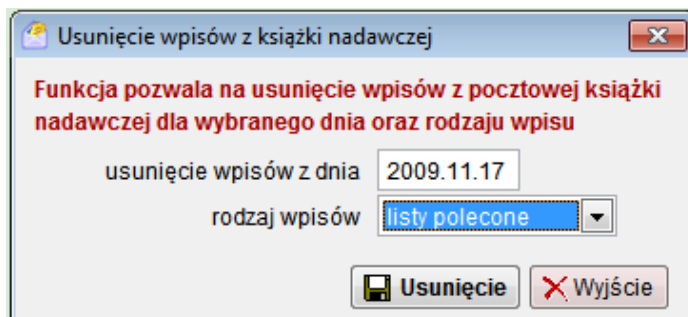 Usunięcie wpisów z książki nadawczej
Funkcja pozwala na usunięcie wpisów z pocztowej książki
nadawczej dla wybranego dnia oraz rodzaju wpisu
usunięcie wpisów z dnia 2009.11.17
rodzaj wpisów listy polecone
Usunięcie Wyjście